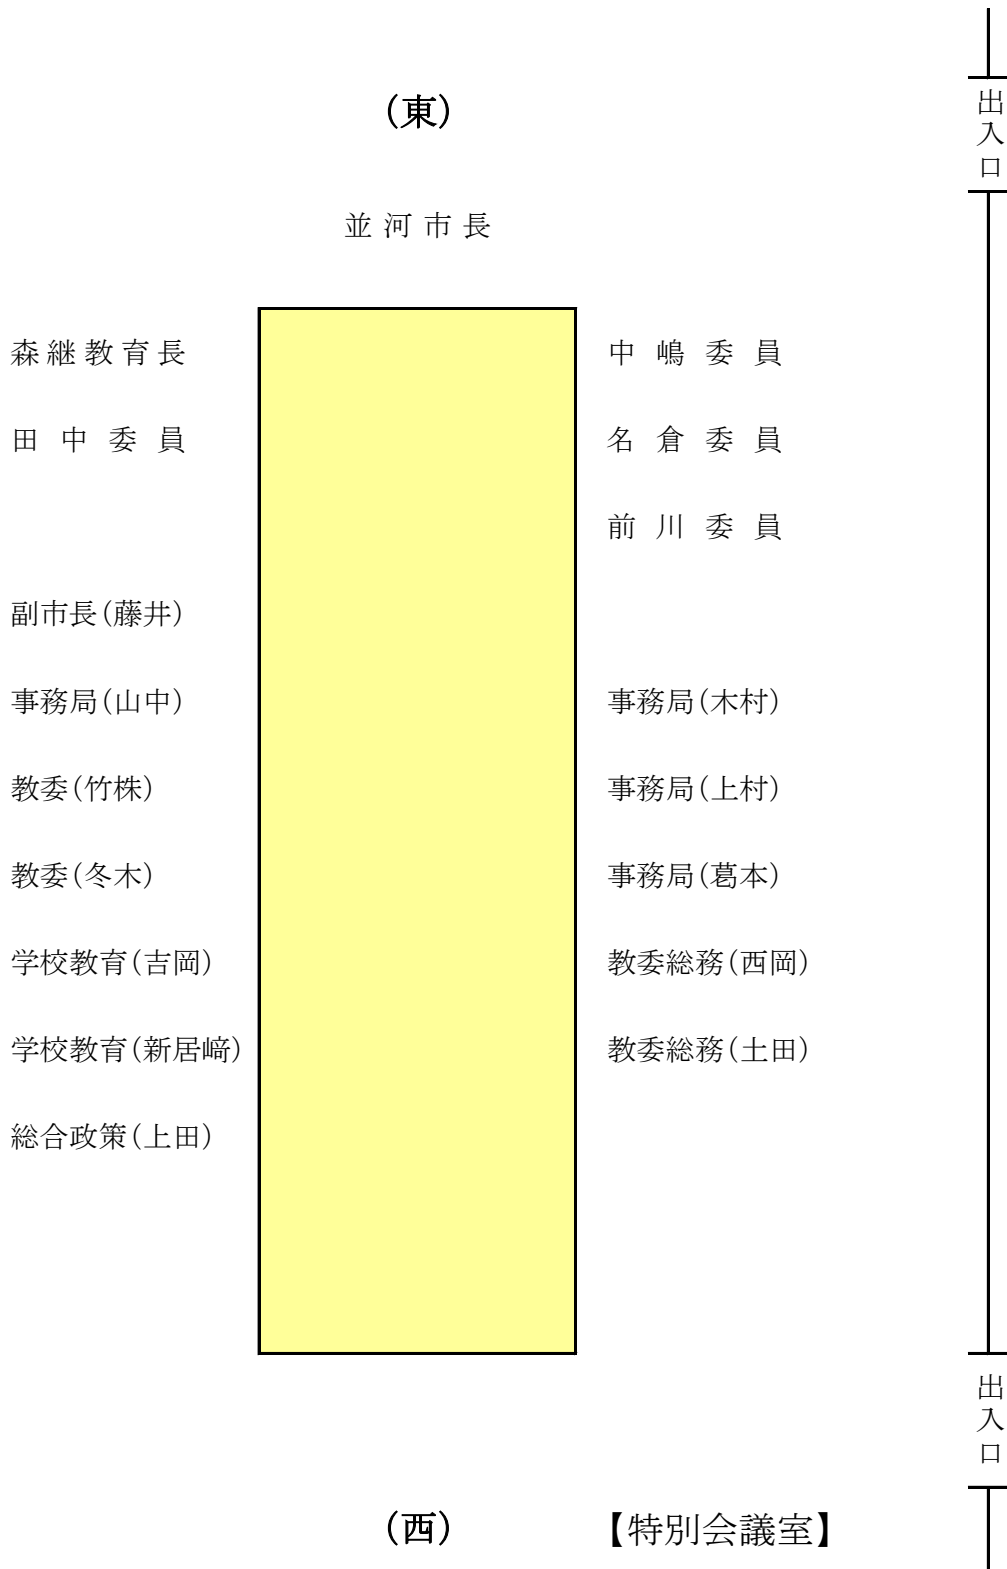 出入口
（東）
並河市長
森継教育長
中嶋委員
田中委員
名倉委員
前川委員
副市長（藤井）
事務局（山中）
事務局（木村）
教委（竹株）
事務局（上村）
教委（冬木）
事務局（葛本）
学校教育（吉岡）
教委総務（西岡）
学校教育（新居﨑）
教委総務（土田）
総合政策（上田）
出入口
（西）
【特別会議室】